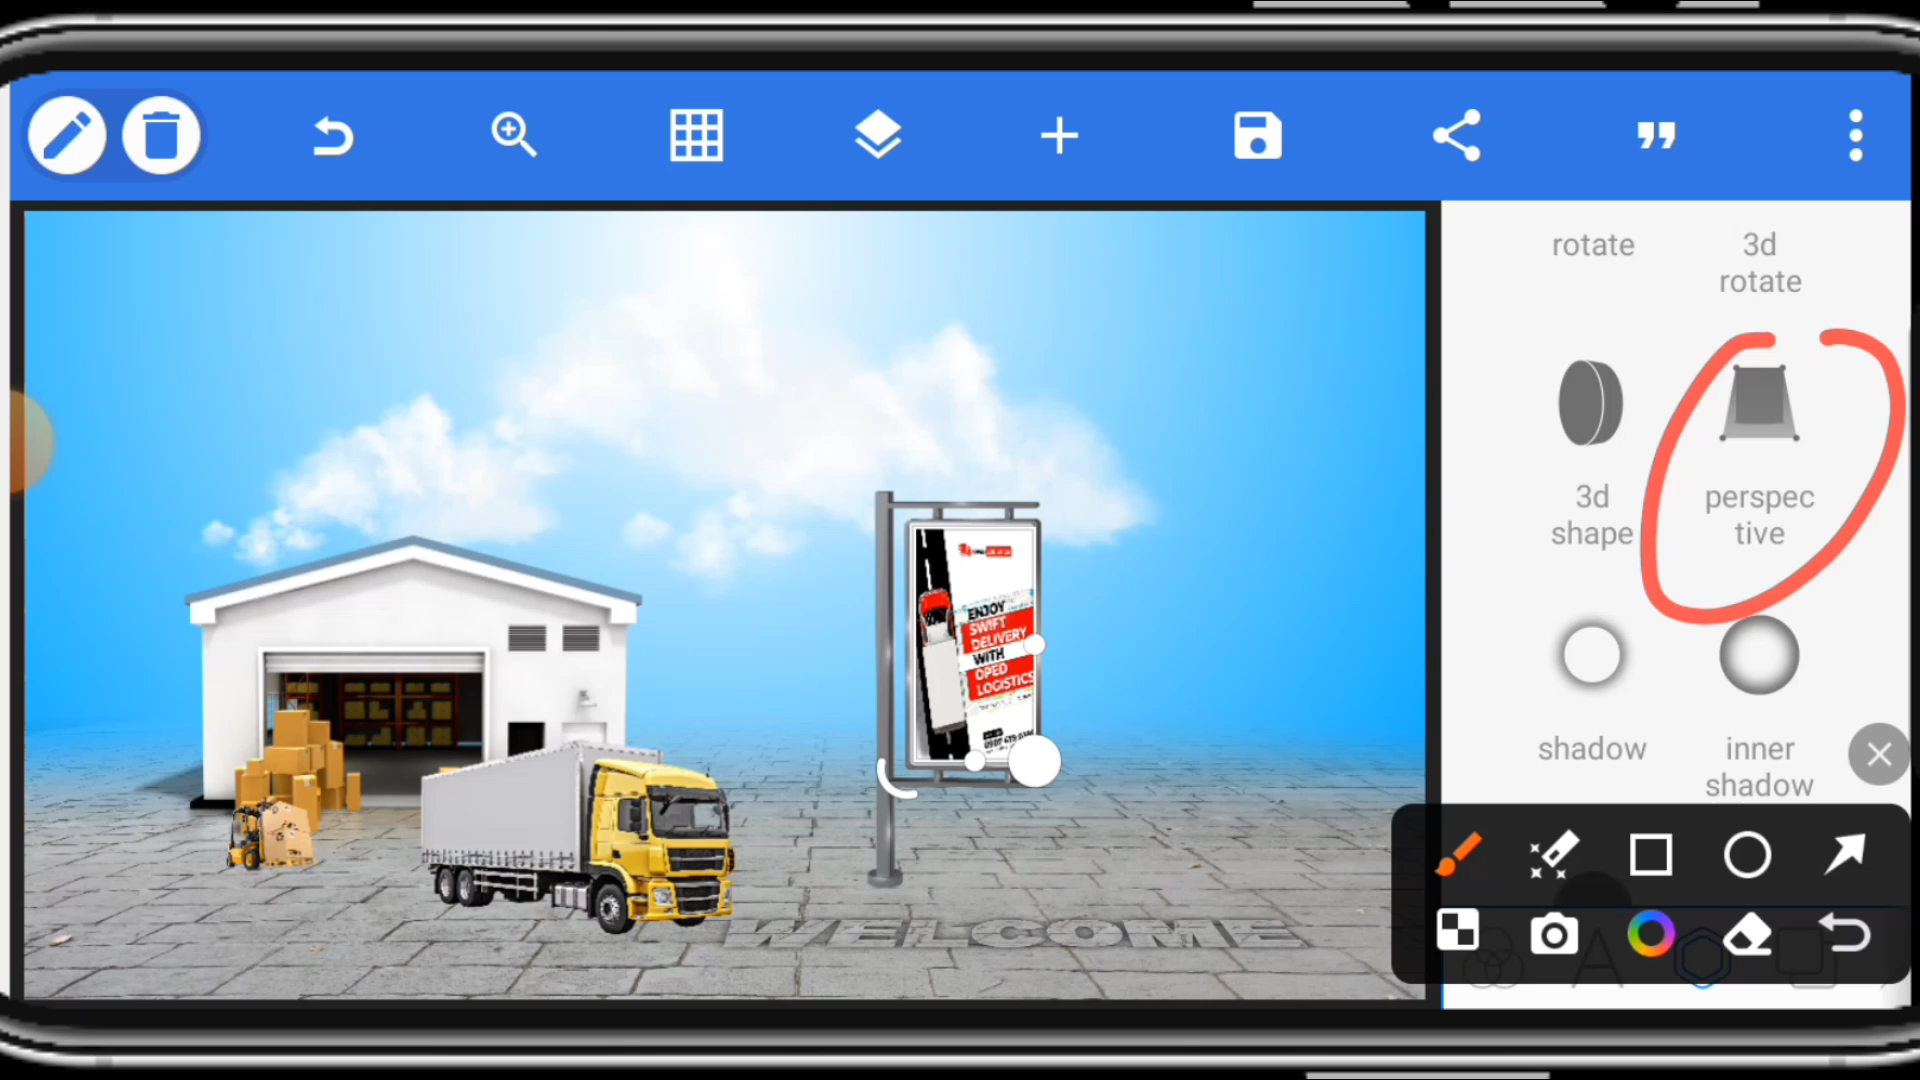 rotate
3d
rotate
3d
shape
perspec
tive
shadow
inner
shadow
ENJOY
SWIFT
DELIVERY
WITH
OPED
LOGISTICS
WELCOME